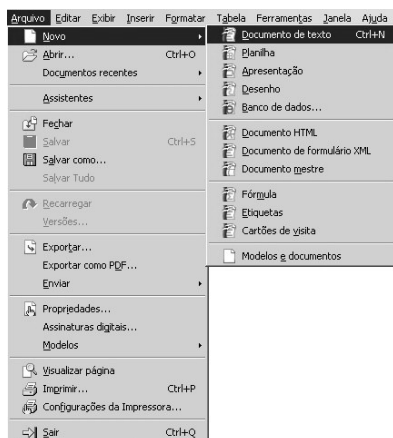 Arquivo Editar Exibir Inserir Formatar Tabela Ferramentas Janela Ajuda
Novo
Abrir... Ctrl+O
Documentos recentes
Assistentes
Fechar
Salvar Ctrl+S
Salvar como...
Salvar Tudo
Recarregar
Versões...
Exportar...
Exportar como PDF...
Enviar
Propriedades...
Assinaturas digitais...
Modelos
Visualizar página
Imprimir... Ctrl+P
Configurações da Impressora...
Sair Ctrl+Q
Documento de texto Ctrl+N
Planilha
Apresentação
Desenho
Banco de dados...
Documento HTML
Documento de formulário XML
Documento mestre
Fórmula
Etiquetas
Cartões de visita
Modelos e documentos